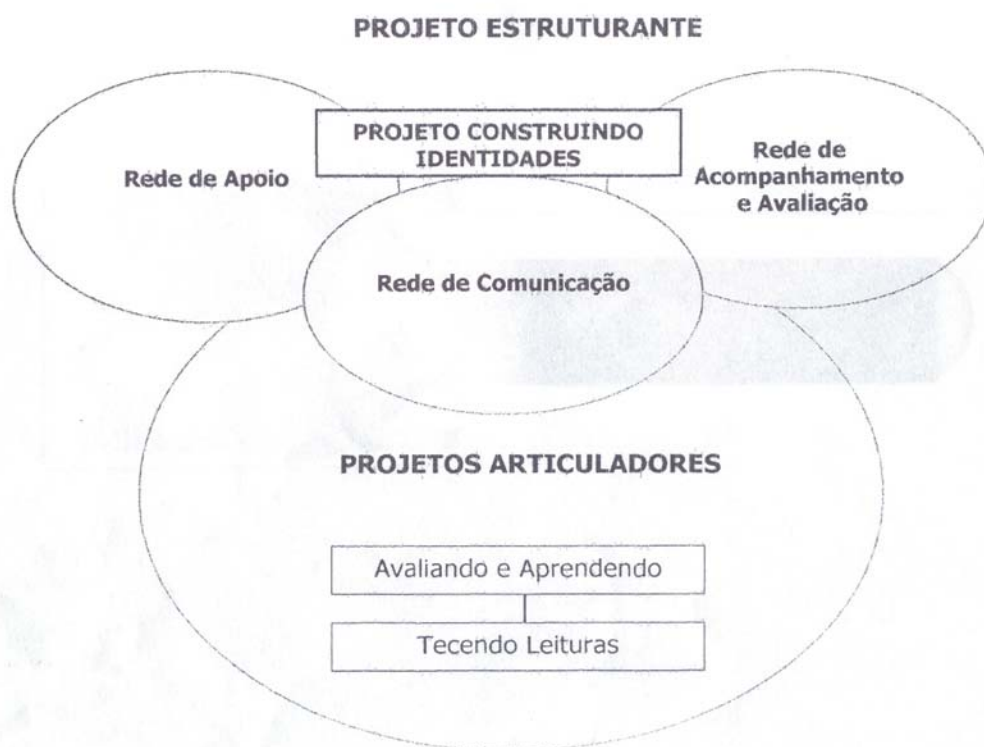 PROJETO ESTRUTURANTE
PROJETO CONSTRUINDO
IDENTIDADES
Rede de Apoio
Rede de
Acompanhamento
e Avaliação
Rede de Comunicação
PROJETOS ARTICULADORES
Avaliando e Aprendendo
Tecendo Leituras